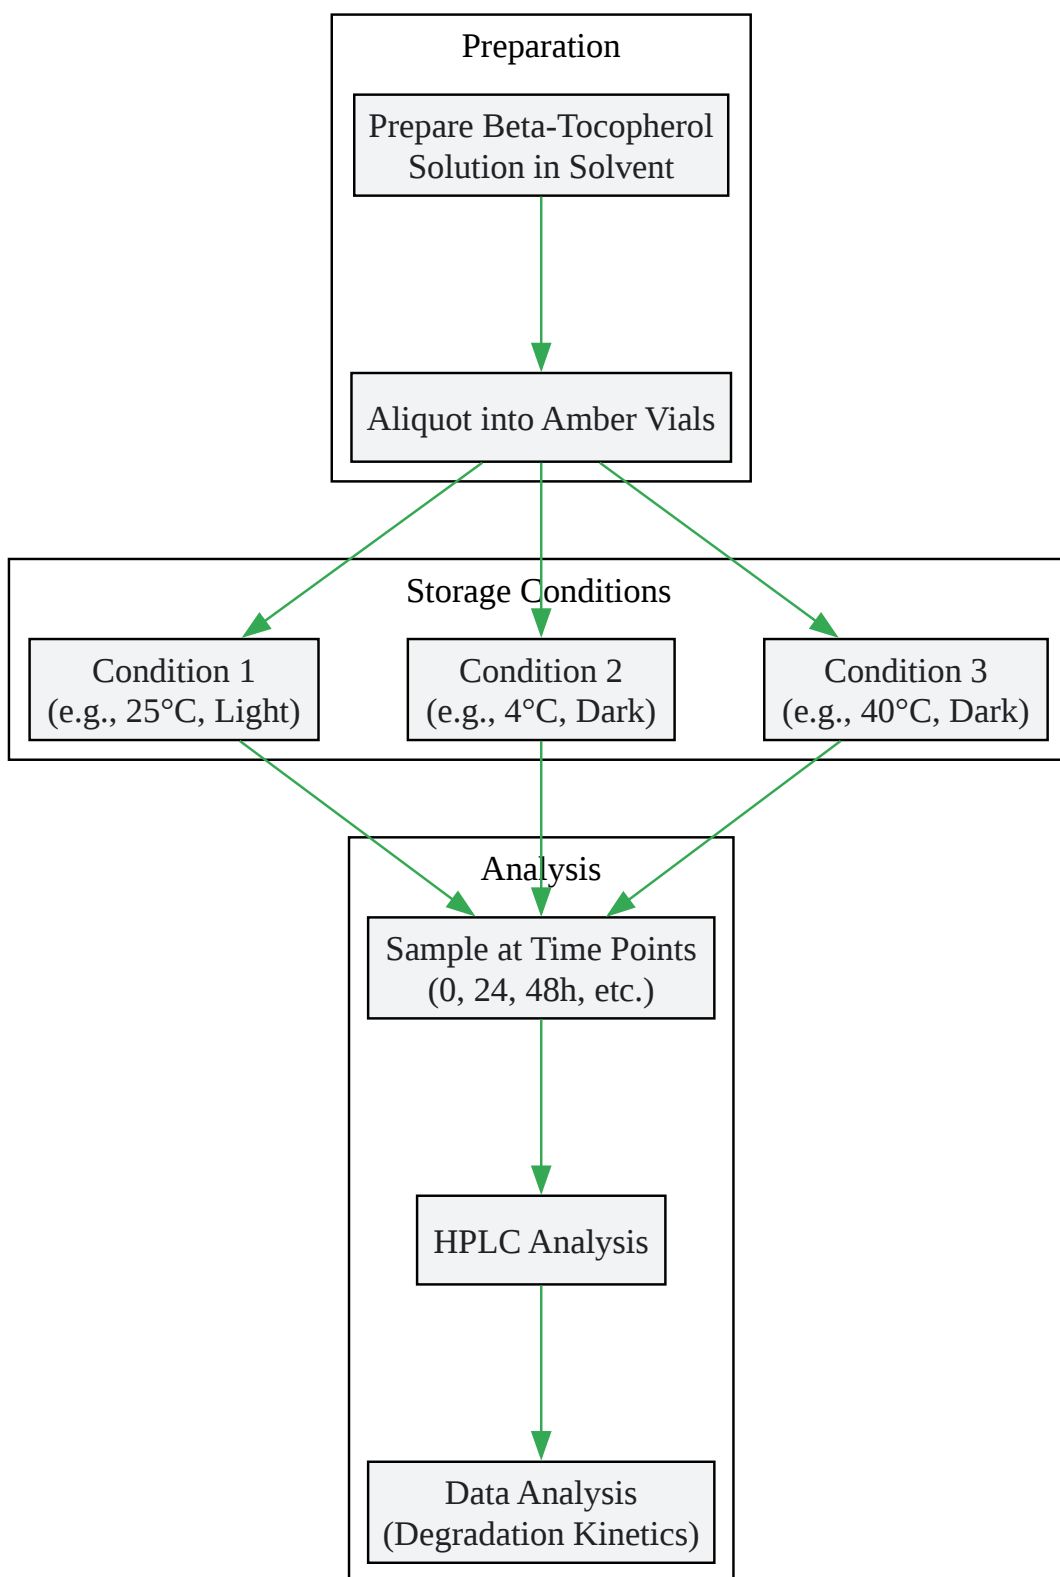 Preparation
Prepare Beta-Tocopherol
Solution in Solvent
Aliquot into Amber Vials
Storage Conditions
Condition 1
(e.g., 25°C, Light)
Condition 2
(e.g., 4°C, Dark)
Condition 3
(e.g., 40°C, Dark)
Analysis
Sample at Time Points
(0, 24, 48h, etc.)
HPLC Analysis
Data Analysis
(Degradation Kinetics)